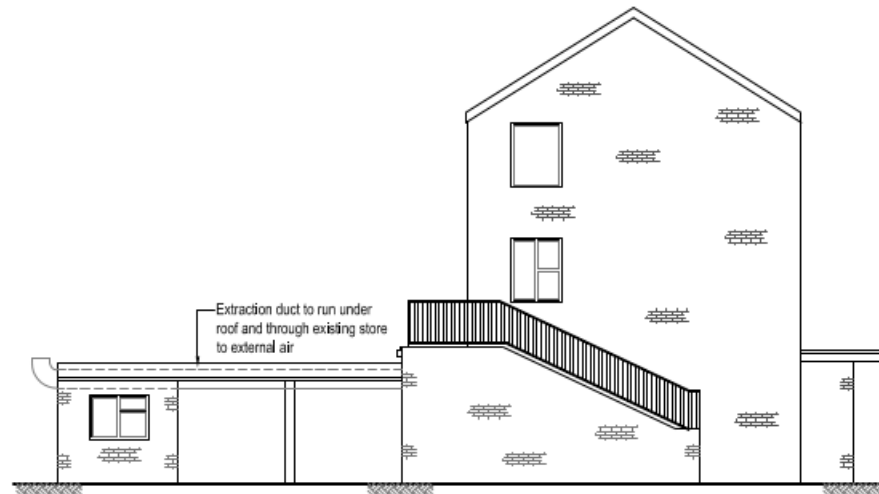 Extraction duct to run under
roof and through existing store
to external air